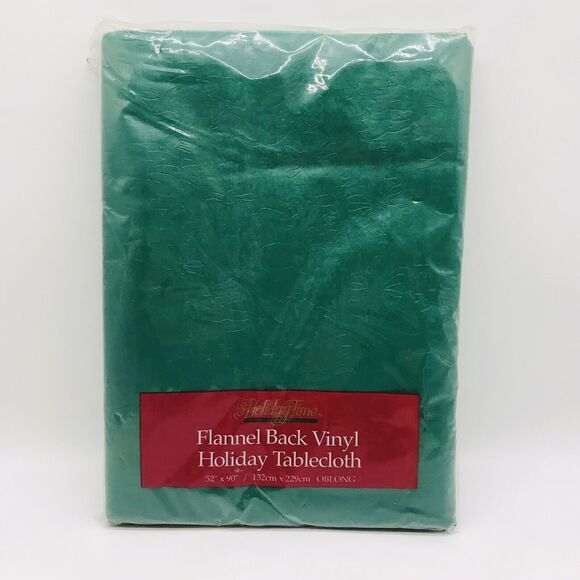 Holiday Time
Flannel Back Vinyl
Holiday Tablecloth
52" x 90" / 132cm x 229cm OBLONG